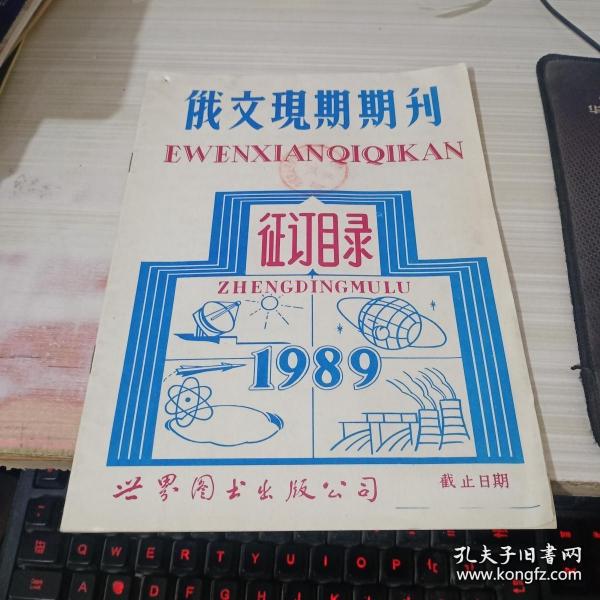 俄文現期期刊
EWENXIANQIQIKAN
征订目录
ZHENGDINGMULU
1989
世界图书出版公司
截止日期
Q W E R T Y U I O P
孔夫子旧书网
www.kongfz.com